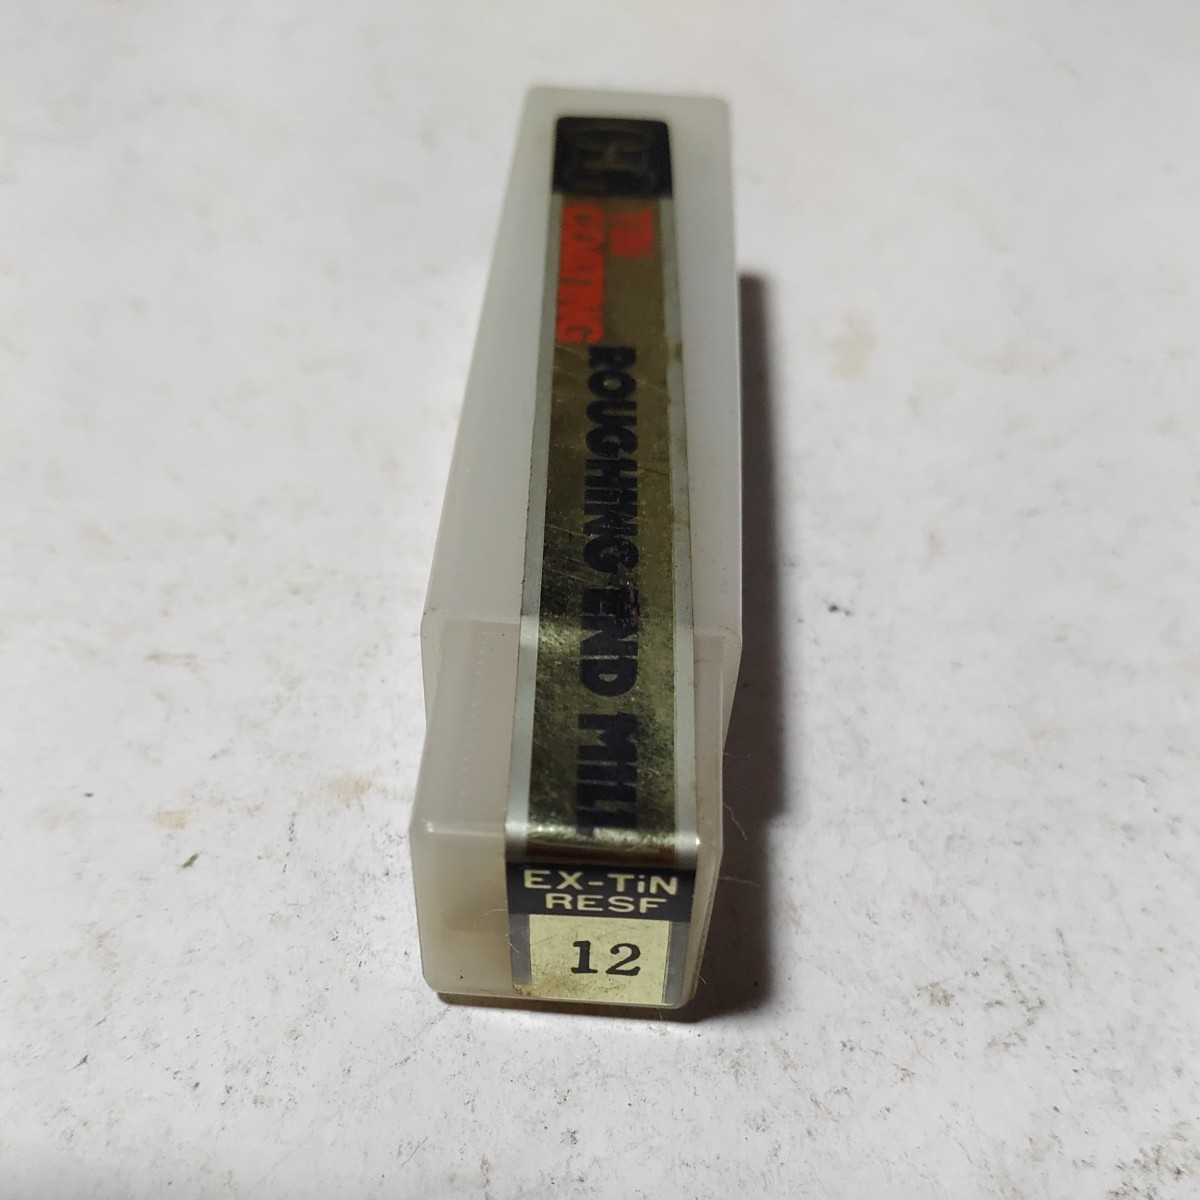 TiN
COATING
ROUGHING END MILL
EX-TiN
RESF
12